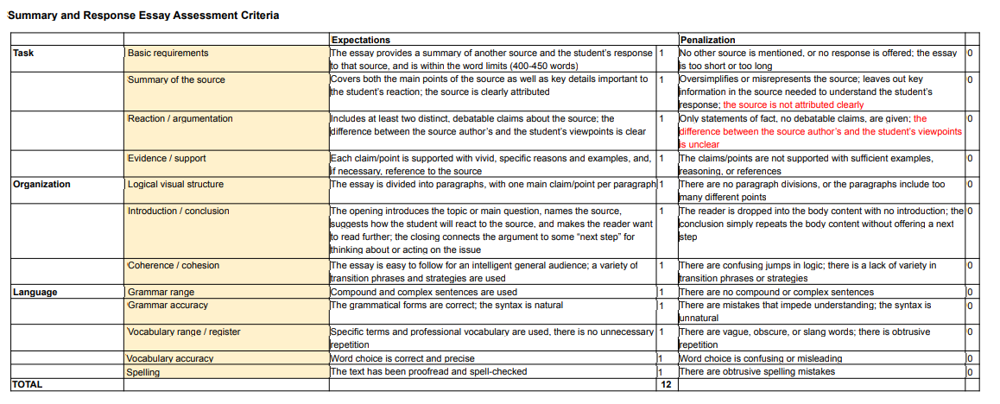 Summary and Response Essay Assessment Criteria
Expectations Penalization
Task Basic requirements The essay provides a summary of another source and the student's response 1 No other source is mentioned, or no response is offered; the essay 0
to that source, and is within the word limits (400-450 words) is too short or too long
Summary of the source Covers both the main points of the source as well as key details important to 1 Oversimplifies or misrepresents the source; leaves out key 0
the student's reaction; the source is clearly attributed information in the source needed to understand the student's
response; the source is not attributed clearly
Reaction / argumentation Includes at least two distinct, debatable claims about the source; the 1 Only statements of fact, no debatable claims, are given; the 0
difference between the source author's and the student's viewpoints is clear difference between the source author's and the student's viewpoints
is unclear
Evidence / support Each claim/point is supported with vivid, specific reasons and examples, and, 1 The claims/points are not supported with sufficient examples, 0
if necessary, reference to the source reasoning, or references
Organization Logical visual structure The essay is divided into paragraphs, with one main claim/point per paragraph 1 There are no paragraph divisions, or the paragraphs include too 0
many different points
Introduction / conclusion The opening introduces the topic or main question, names the source, 1 The reader is dropped into the body content with no introduction; the 0
suggests how the student will react to the source, and makes the reader want conclusion simply repeats the body content without offering a next
to read further; the closing connects the argument to some "next step" for step
thinking about or acting on the issue
Coherence / cohesion The essay is easy to follow for an intelligent general audience; a variety of 1 There are confusing jumps in logic; there is a lack of variety in 0
transition phrases and strategies are used transition phrases or strategies
Language Grammar range Compound and complex sentences are used 1 There are no compound or complex sentences 0
Grammar accuracy The grammatical forms are correct; the syntax is natural 1 There are mistakes that impede understanding; the syntax is 0
unnatural
Vocabulary range / register Specific terms and professional vocabulary are used, there is no unnecessary 1 There are vague, obscure, or slang words; there is obtrusive 0
repetition repetition
Vocabulary accuracy Word choice is correct and precise 1 Word choice is confusing or misleading 0
Spelling The text has been proofread and spell-checked 1 There are obtrusive spelling mistakes 0
TOTAL 12